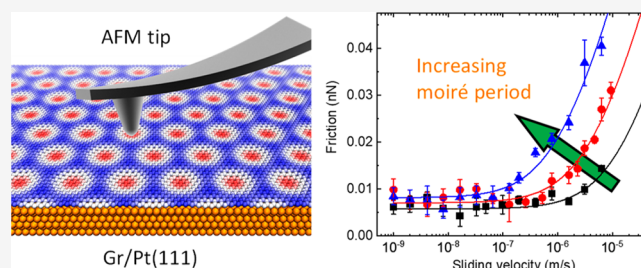 AFM tip
Gr/Pt(111)
Increasing
moiré period
Friction (nN)
0.04
0.03
0.02
0.01
0.00
10⁻⁹ 10⁻⁸ 10⁻⁷ 10⁻⁶ 10⁻⁵
Sliding velocity (m/s)